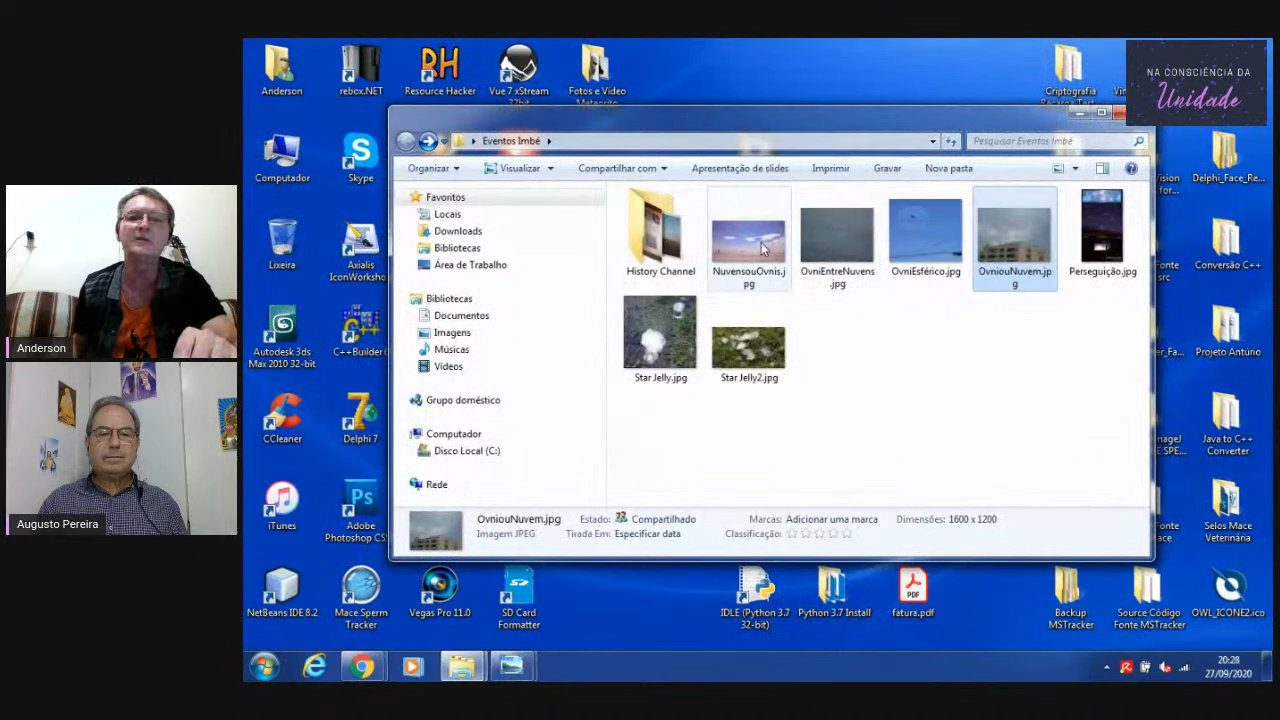 Anderson
rebox.NET
Resource Hacker
Vue 7 xStream
32bit
Fotos e Vídeo
Meteorito
Criptografia
NA CONSCIÊNCIA DA
Unidade
Computador
Skype
Lixeira
Axialis
IconWorksho
Autodesk 3ds
Max 2010 32-bit
C++Builder
CCleaner
Delphi 7
iTunes
Adobe
Photoshop CS
Eventos Imbé
Pesquisar Eventos Imbé
Organizar
Visualizar
Compartilhar com
Apresentação de slides
Imprimir
Gravar
Nova pasta
Favoritos
Locais
Downloads
Bibliotecas
Área de Trabalho
Bibliotecas
Documentos
Imagens
Músicas
Vídeos
Grupo doméstico
Computador
Disco Local (C:)
Rede
History Channel
NuvensouOvnis.j
pg
OvniEntreNuvens
.jpg
OvniEsférico.jpg
OvniouNuvem.jp
g
Perseguição.jpg
Star Jelly.jpg
Star Jelly2.jpg
OvniouNuvem.jpg
Imagem JPEG
Estado: Compartilhado
Tirada Em: Especificar data
Marcas: Adicionar uma marca
Classificação:
Dimensões: 1600 x 1200
Delphi_Face_Re...
Conversão C++
Projeto Antúrio
Java to C++
Converter
Selos Mace
Veterinária
Anderson
Augusto Pereira
NetBeans IDE 8.2
Mace Sperm
Tracker
Vegas Pro 11.0
SD Card
Formatter
IDLE (Python 3.7
32-bit)
Python 3.7 Install
PDF
fatura.pdf
Backup
MSTracker
Source Código
Fonte MSTracker
OWL_ICONE2.ico
20:28
27/09/2020